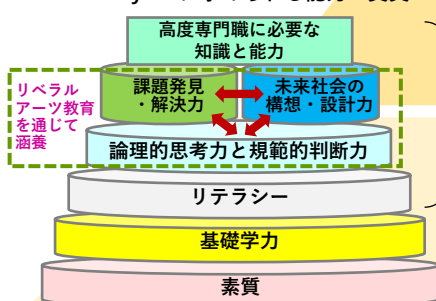 高度専門職に必要な
知識と能力
リベラル
アーツ教育
を通じて
涵養
課題発見
・解決力
未来社会の
構想・設計力
論理的思考力と規範的判断力
リテラシー
基礎学力
素質